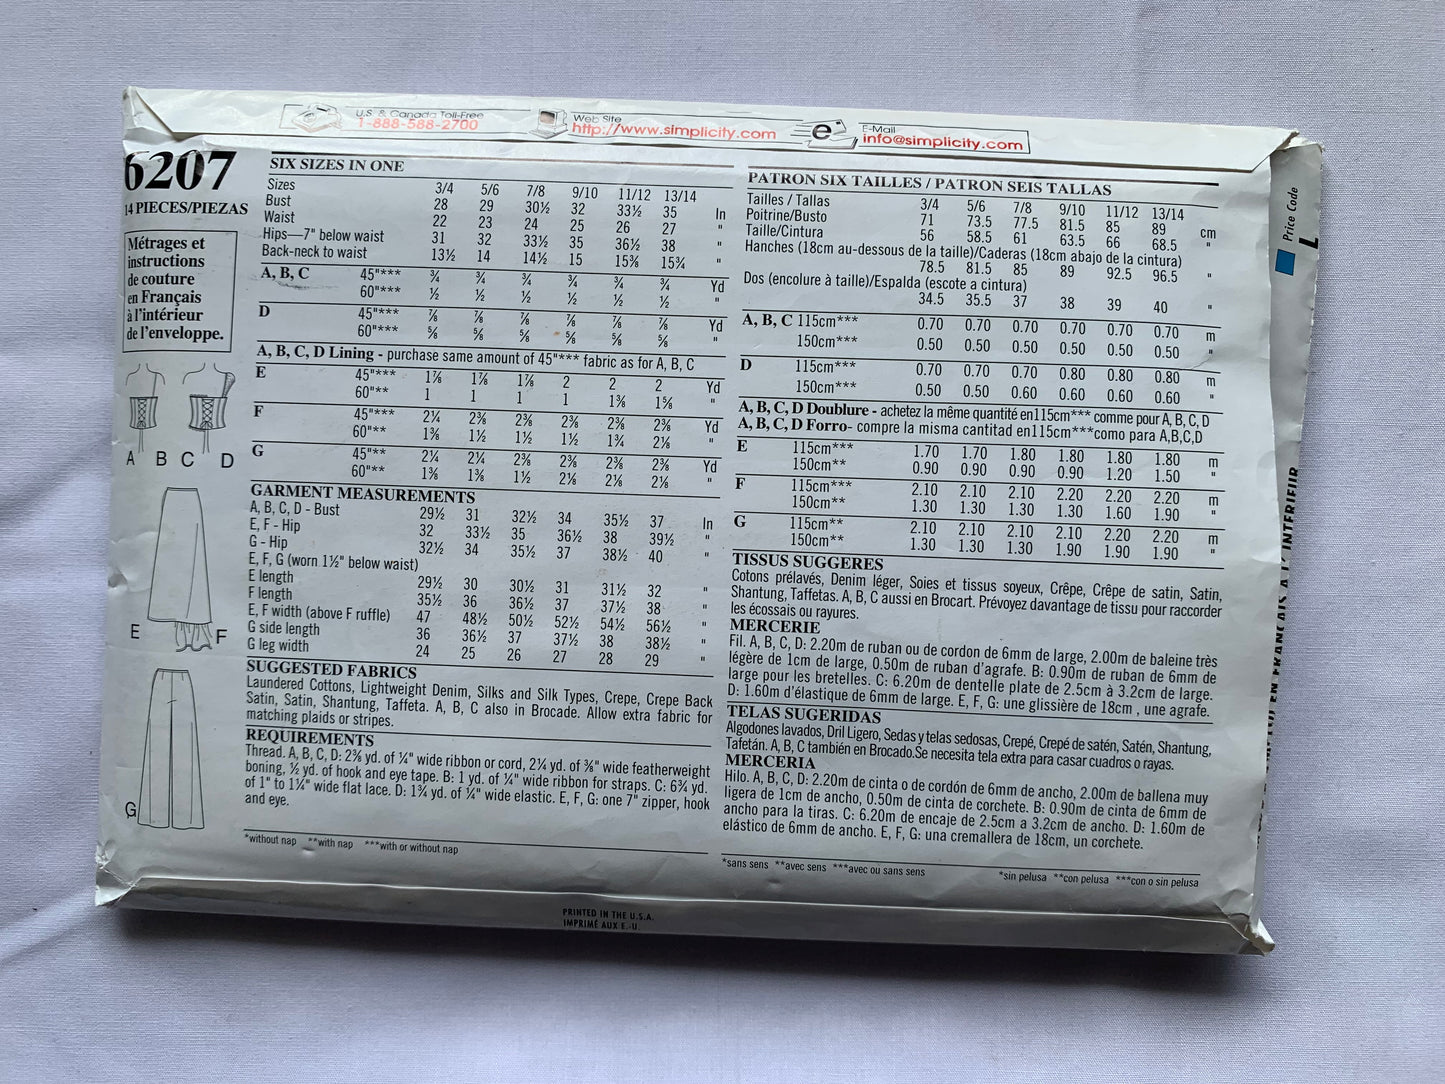 U.S. & Canada Toll-Free
1-888-588-2700
Web Site
http://www.simplicity.com
e
E-Mail
info@simplicity.com
6207
14 PIECES/PIEZAS
Métrages et
instructions
de couture
en Français
à l'intérieur
de l'enveloppe.
A B C D
E F
G
SIX SIZES IN ONE
Sizes 3/4 5/6 7/8 9/10 11/12 13/14
Bust 28 29 30½ 32 33½ 35 In
Waist 22 23 24 25 26 27 "
Hips—7" below waist 31 32 33½ 35 36½ 38 "
Back-neck to waist 13½ 14 14½ 15 15⅜ 15¾ "
A, B, C 45"*** ¾ ¾ ¾ ¾ ¾ ¾ Yd
60"*** ½ ½ ½ ½ ½ ½ "
D 45"*** ⅞ ⅞ ⅞ ⅞ ⅞ ⅞ Yd
60"*** ⅝ ⅝ ⅝ ⅝ ⅝ ⅝ "
A, B, C, D Lining - purchase same amount of 45"*** fabric as for A, B, C
E 45"*** 1⅞ 1⅞ 1⅞ 2 2 2 Yd
60"** 1 1 1 1 1⅜ 1⅝ "
F 45"*** 2¼ 2⅜ 2⅜ 2⅜ 2⅜ 2⅜ Yd
60"** 1⅜ 1½ 1½ 1½ 1¾ 2⅛ "
G 45"** 2¼ 2¼ 2⅜ 2⅜ 2⅜ 2⅜ Yd
60"** 1⅜ 1⅜ 1½ 2⅛ 2⅛ 2⅛ "
GARMENT MEASUREMENTS
A, B, C, D - Bust 29½ 31 32½ 34 35½ 37 In
E, F - Hip 32 33½ 35 36½ 38 39½ "
G - Hip 32½ 34 35½ 37 38½ 40 "
E, F, G (worn 1½" below waist)
E length 29½ 30 30½ 31 31½ 32 "
F length 35½ 36 36½ 37 37½ 38 "
E, F width (above F ruffle) 47 48½ 50½ 52½ 54½ 56½ "
G side length 36 36½ 37 37½ 38 38½ "
G leg width 24 25 26 27 28 29 "
SUGGESTED FABRICS
Laundered Cottons, Lightweight Denim, Silks and Silk Types, Crepe, Crepe Back
Satin, Satin, Shantung, Taffeta. A, B, C also in Brocade. Allow extra fabric for
matching plaids or stripes.
REQUIREMENTS
Thread. A, B, C, D: 2⅜ yd. of ¼" wide ribbon or cord, 2¼ yd. of ⅜" wide featherweight
boning, ½ yd. of hook and eye tape. B: 1 yd. of ¼" wide ribbon for straps. C: 6¾ yd.
of 1" to 1¼" wide flat lace. D: 1¾ yd. of ¼" wide elastic. E, F, G: one 7" zipper, hook
and eye.
*without nap **with nap ***with or without nap
PATRON SIX TAILLES / PATRON SEIS TALLAS
Tailles / Tallas 3/4 5/6 7/8 9/10 11/12 13/14
Poitrine/Busto 71 73.5 77.5 81.5 85 89 cm
Taille/Cintura 56 58.5 61 63.5 66 68.5 "
Hanches (18cm au-dessous de la taille)/Caderas (18cm abajo de la cintura)
78.5 81.5 85 89 92.5 96.5 "
Dos (encolure à taille)/Espalda (escote a cintura)
34.5 35.5 37 38 39 40 "
A, B, C 115cm*** 0.70 0.70 0.70 0.70 0.70 0.70 m
150cm*** 0.50 0.50 0.50 0.50 0.50 0.50 "
D 115cm*** 0.70 0.70 0.70 0.80 0.80 0.80 m
150cm*** 0.50 0.50 0.60 0.60 0.60 0.60 "
A, B, C, D Doublure - achetez la même quantité en115cm*** comme pour A, B, C, D
A, B, C, D Forro- compre la misma cantitad en115cm***como para A,B,C,D
E 115cm*** 1.70 1.70 1.80 1.80 1.80 1.80 m
150cm** 0.90 0.90 0.90 0.90 1.20 1.50 "
F 115cm*** 2.10 2.10 2.10 2.20 2.20 2.20 m
150cm** 1.30 1.30 1.30 1.30 1.60 1.90 "
G 115cm** 2.10 2.10 2.10 2.10 2.20 2.20 m
150cm** 1.30 1.30 1.30 1.90 1.90 1.90 "
TISSUS SUGGERES
Cotons prélavés, Denim léger, Soies et tissus soyeux, Crêpe, Crêpe de satin, Satin,
Shantung, Taffetas. A, B, C aussi en Brocart. Prévoyez davantage de tissu pour raccorder
les écossais ou rayures.
MERCERIE
Fil. A, B, C, D: 2.20m de ruban ou de cordon de 6mm de large, 2.00m de baleine très
légère de 1cm de large, 0.50m de ruban d'agrafe. B: 0.90m de ruban de 6mm de
large pour les bretelles. C: 6.20m de dentelle plate de 2.5cm à 3.2cm de large.
D: 1.60m d'élastique de 6mm de large. E, F, G: une glissière de 18cm , une agrafe.
TELAS SUGERIDAS
Algodones lavados, Dril Ligero, Sedas y telas sedosas, Crepé, Crepé de satén, Satén, Shantung,
Tafetán. A, B, C también en Brocado.Se necesita tela extra para casar cuadros o rayas.
MERCERIA
Hilo. A, B, C, D: 2.20m de cinta o de cordón de 6mm de ancho, 2.00m de ballena muy
ligera de 1cm de ancho, 0.50m de cinta de corchete. B: 0.90m de cinta de 6mm de
ancho para la tiras. C: 6.20m de encaje de 2.5cm a 3.2cm de ancho. D: 1.60m de
elástico de 6mm de ancho. E, F, G: una cremallera de 18cm, un corchete.
*sans sens **avec sens ***avec ou sans sens
*sin pelusa **con pelusa ***con o sin pelusa
PRINTED IN THE U.S.A.
IMPRIMÉ AUX E.-U.
Price Code
L
EN FRANÇAIS A L'INTERIEUR